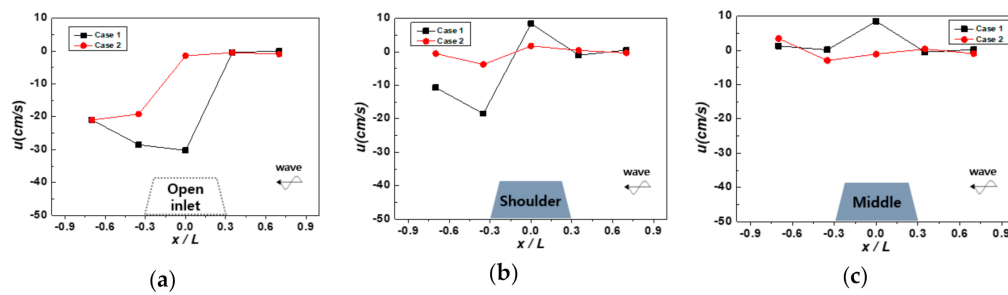 Case 1
Case 2
10
0
-10
-20
-30
-40
-50
u(cm/s)
wave
Open
inlet
-0.9 -0.6 -0.3 0.0 0.3 0.6 0.9
x / L
(a)
Case 1
Case 2
10
0
-10
-20
-30
-40
-50
u(cm/s)
wave
Shoulder
-0.9 -0.6 -0.3 0.0 0.3 0.6 0.9
x / L
(b)
Case 1
Case 2
10
0
-10
-20
-30
-40
-50
u(cm/s)
wave
Middle
-0.9 -0.6 -0.3 0.0 0.3 0.6 0.9
x / L
(c)